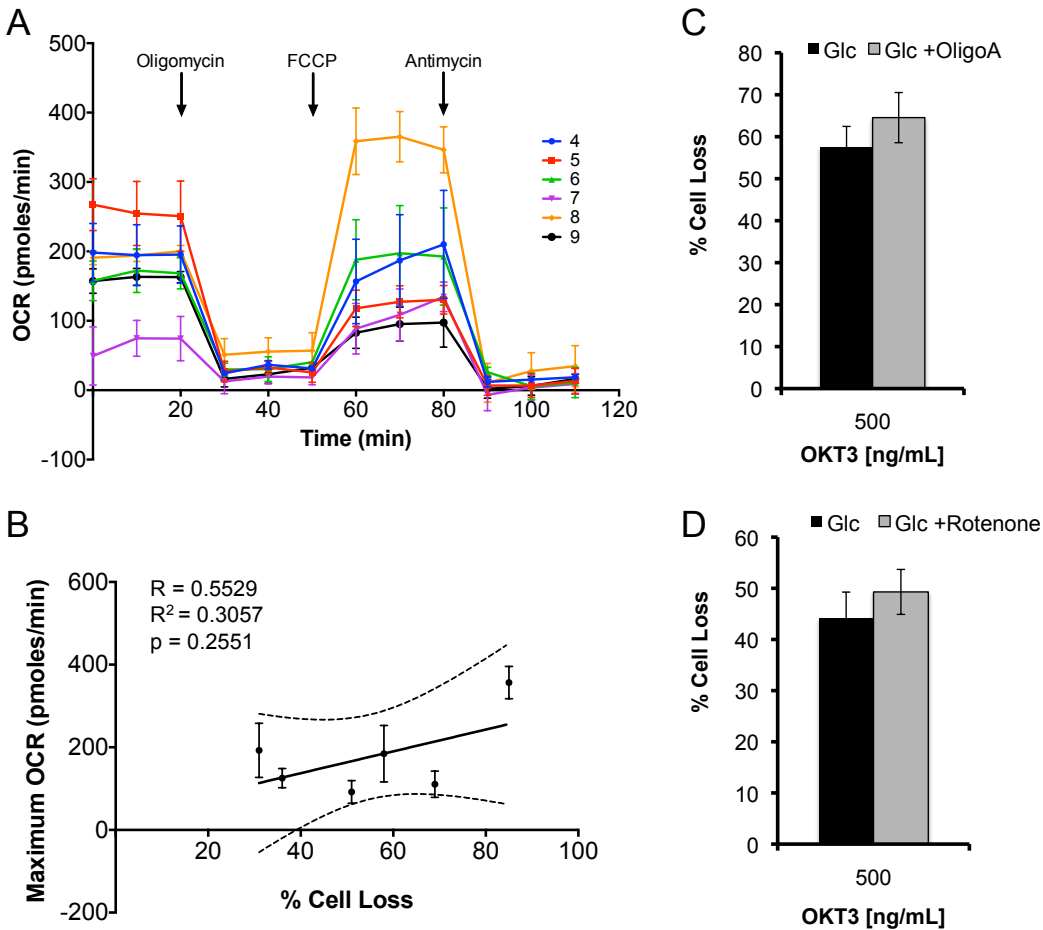 A
500
400
300
200
100
0
-100
OCR (pmoles/min)
Oligomycin
FCCP
Antimycin
4
5
6
7
8
9
20
40
60
80
100
120
Time (min)
B
600
400
200
0
-200
Maximum OCR (pmoles/min)
R = 0.5529
R² = 0.3057
p = 0.2551
20
40
60
80
100
% Cell Loss
C
Glc
Glc +OligoA
80
70
60
50
40
30
20
10
0
% Cell Loss
500
OKT3 [ng/mL]
D
Glc
Glc +Rotenone
60
50
40
30
20
10
0
% Cell Loss
500
OKT3 [ng/mL]